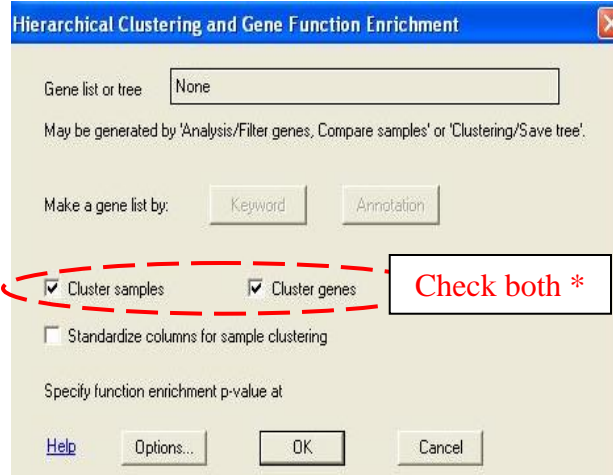 Hierarchical Clustering and Gene Function Enrichment
Gene list or tree None
May be generated by 'Analysis/Filter genes, Compare samples' or 'Clustering/Save tree'.
Make a gene list by: Keyword Annotation
Cluster samples Cluster genes Check both *
Standardize columns for sample clustering
Specify function enrichment p-value at
Help Options... OK Cancel